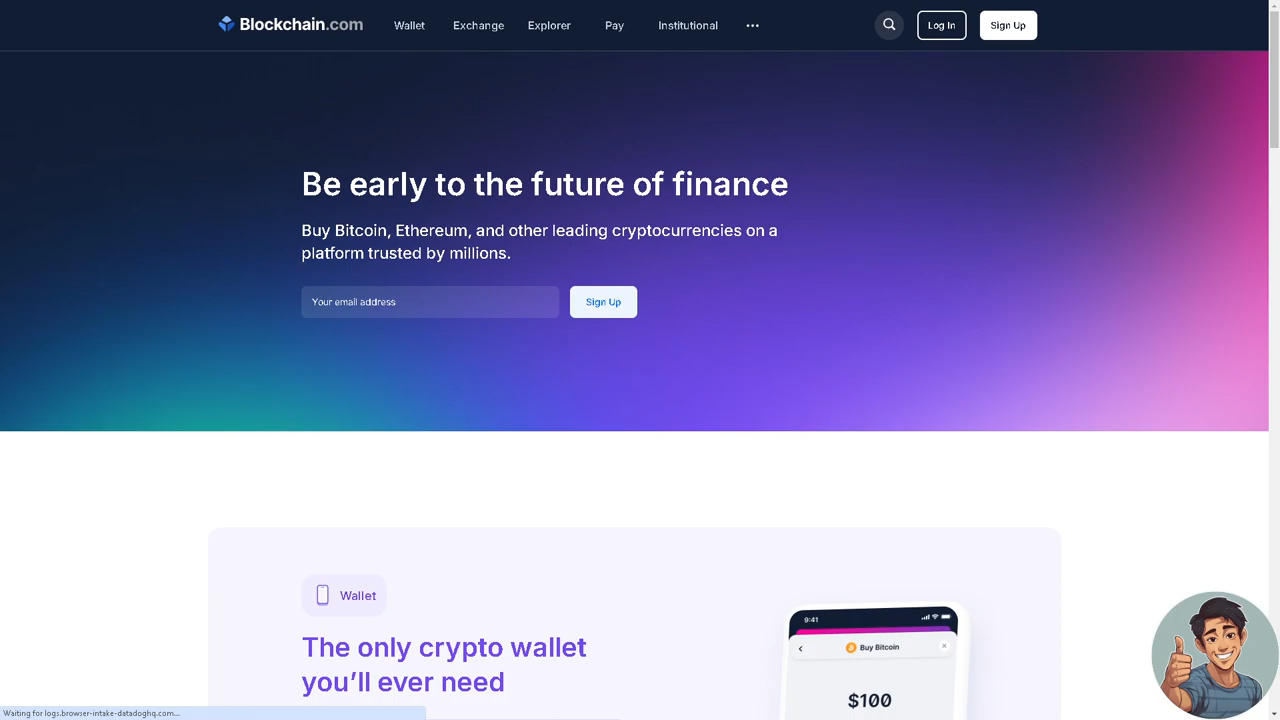 Blockchain.com Wallet Exchange Explorer Pay Institutional ••• Log In Sign Up
Be early to the future of finance
Buy Bitcoin, Ethereum, and other leading cryptocurrencies on a
platform trusted by millions.
Your email address Sign Up
Wallet
The only crypto wallet
you’ll ever need
9:41
Buy Bitcoin
$100
Waiting for logs.browser-intake-datadoghq.com...